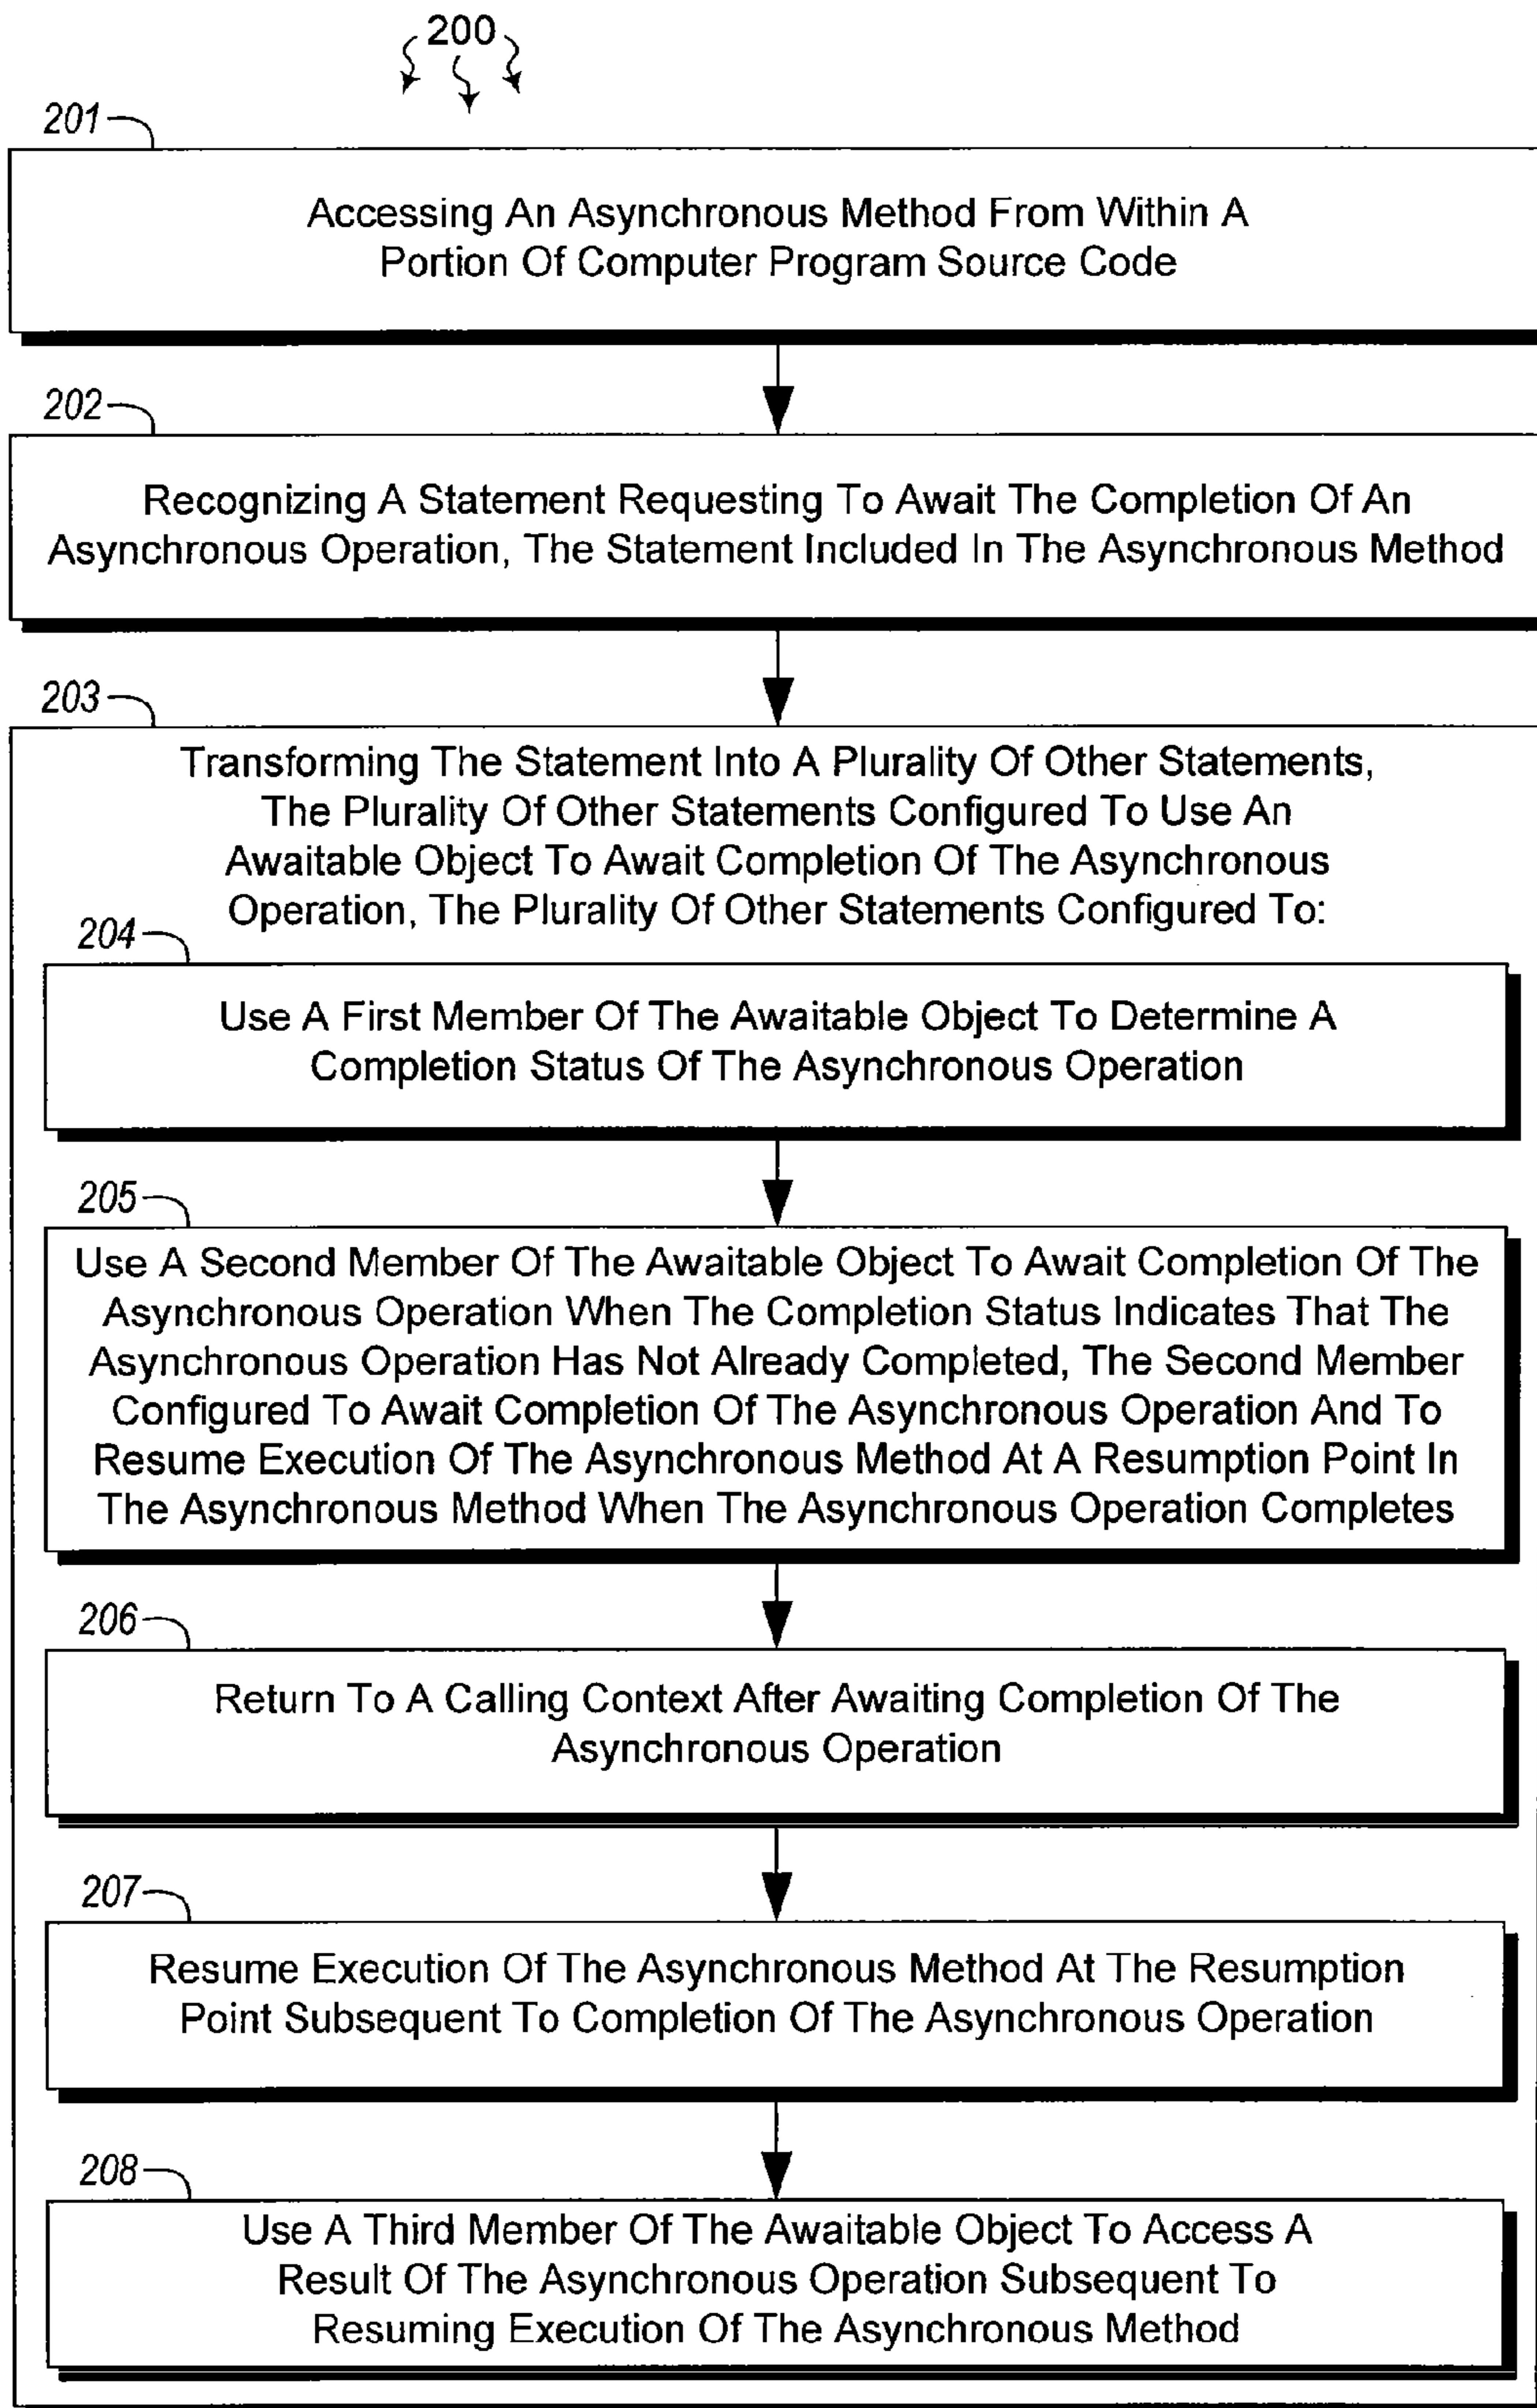 200
201
Accessing An Asynchronous Method From Within A
Portion Of Computer Program Source Code
202
Recognizing A Statement Requesting To Await The Completion Of An
Asynchronous Operation, The Statement Included In The Asynchronous Method
203
Transforming The Statement Into A Plurality Of Other Statements,
The Plurality Of Other Statements Configured To Use An
Awaitable Object To Await Completion Of The Asynchronous
Operation, The Plurality Of Other Statements Configured To:
204
Use A First Member Of The Awaitable Object To Determine A
Completion Status Of The Asynchronous Operation
205
Use A Second Member Of The Awaitable Object To Await Completion Of The
Asynchronous Operation When The Completion Status Indicates That The
Asynchronous Operation Has Not Already Completed, The Second Member
Configured To Await Completion Of The Asynchronous Operation And To
Resume Execution Of The Asynchronous Method At A Resumption Point In
The Asynchronous Method When The Asynchronous Operation Completes
206
Return To A Calling Context After Awaiting Completion Of The
Asynchronous Operation
207
Resume Execution Of The Asynchronous Method At The Resumption
Point Subsequent To Completion Of The Asynchronous Operation
208
Use A Third Member Of The Awaitable Object To Access A
Result Of The Asynchronous Operation Subsequent To
Resuming Execution Of The Asynchronous Method